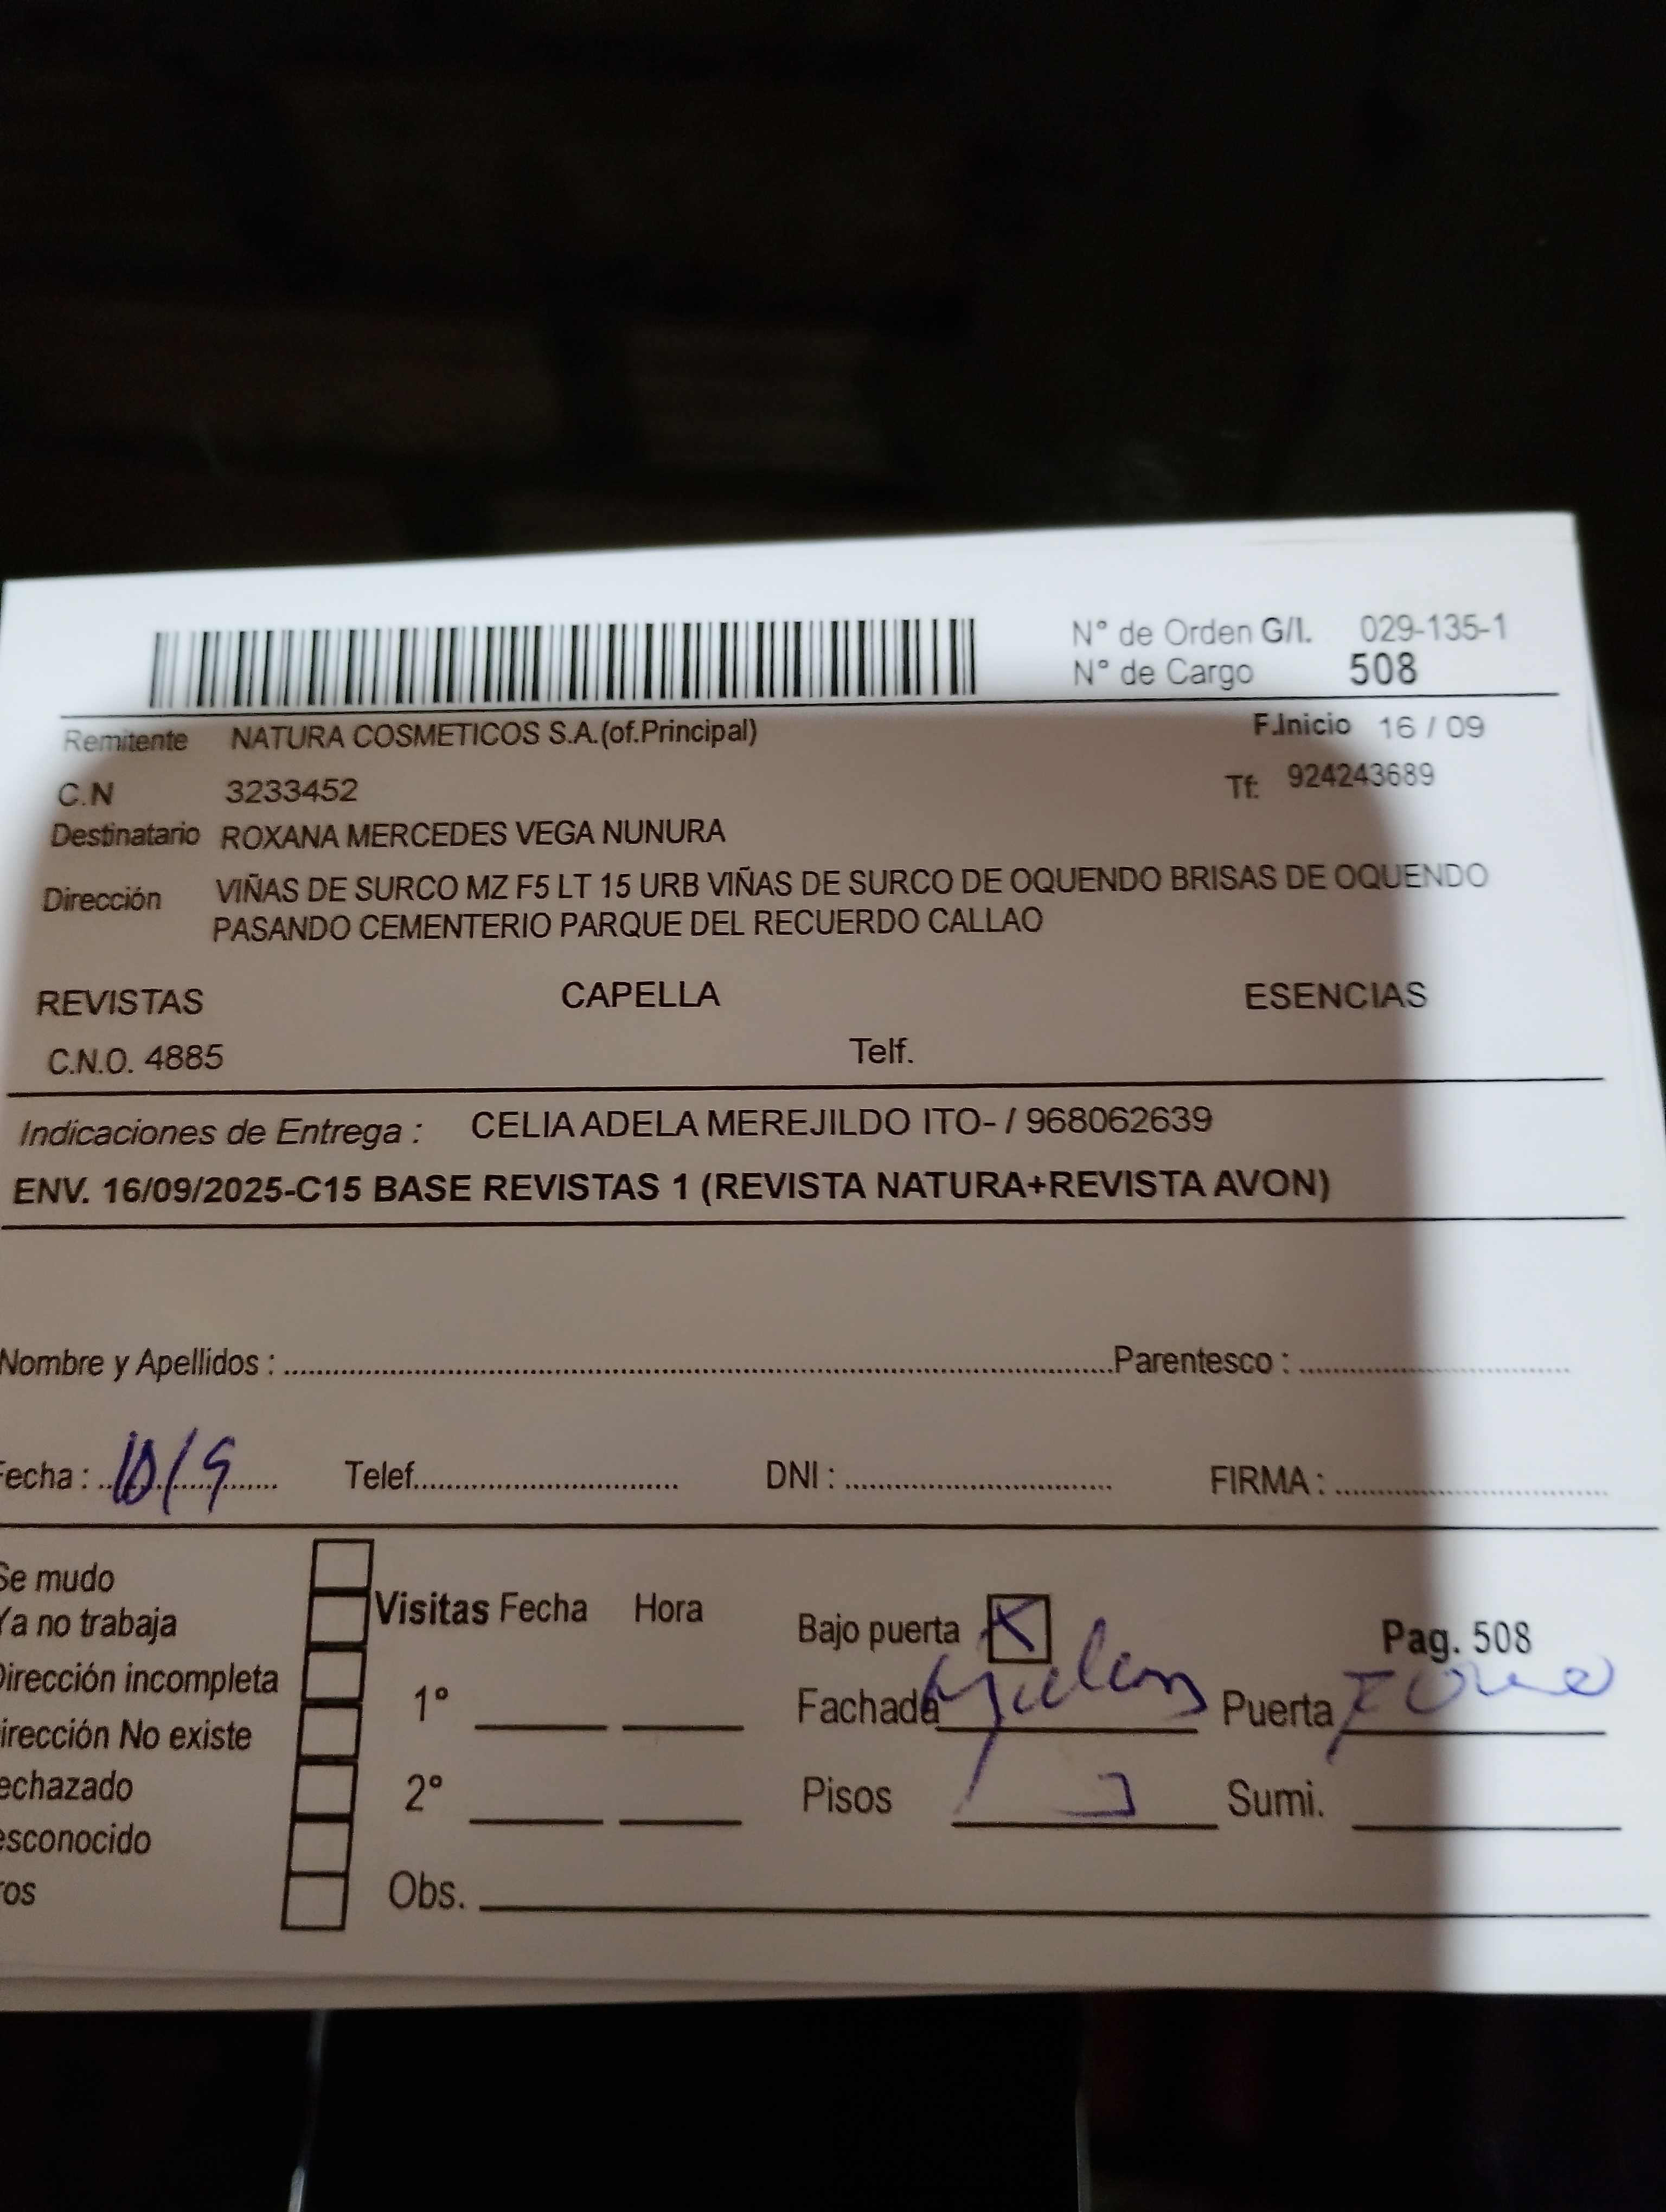 N° de Orden G/I. 029-135-1
N° de Cargo 508
Remitente NATURA COSMETICOS S.A.(of.Principal) F.Inicio 16 / 09
C.N 3233452 Tf: 924243689
Destinatario ROXANA MERCEDES VEGA NUNURA
Dirección VIÑAS DE SURCO MZ F5 LT 15 URB VIÑAS DE SURCO DE OQUENDO BRISAS DE OQUENDO
PASANDO CEMENTERIO PARQUE DEL RECUERDO CALLAO
REVISTAS CAPELLA ESENCIAS
C.N.O. 4885 Telf.
Indicaciones de Entrega : CELIA ADELA MEREJILDO ITO- / 968062639
ENV. 16/09/2025-C15 BASE REVISTAS 1 (REVISTA NATURA+REVISTA AVON)
Nombre y Apellidos : Parentesco :
echa : Telef. DNI : FIRMA :
Se mudo
Ya no trabaja
Dirección incompleta
irección No existe
echazado
esconocido
ros
Visitas Fecha Hora
1°
2°
Obs.
Bajo puerta X Pag. 508
Fachada Puerta
Pisos Sumi.